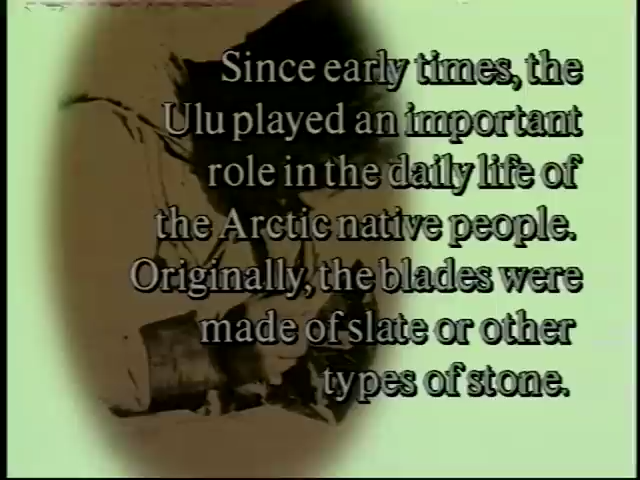 Since early times, the
Ulu played an important
role in the daily life of
the Arctic native people.
Originally, the blades were
made of slate or other
types of stone.